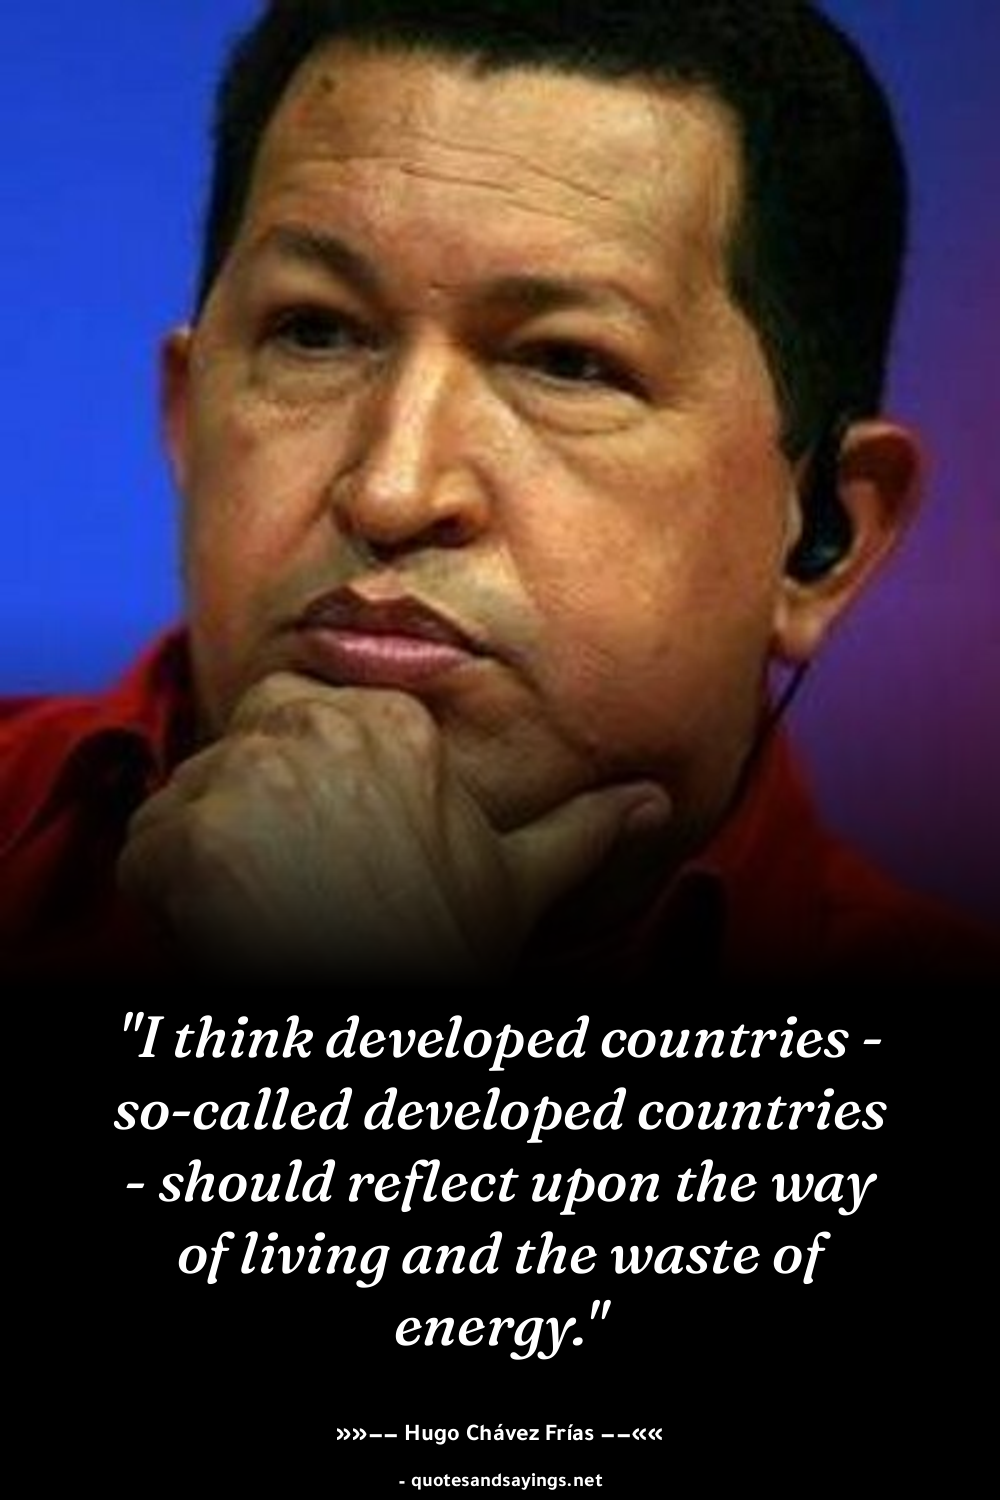 "I think developed countries -
so-called developed countries
- should reflect upon the way
of living and the waste of
energy."
»»–– Hugo Chávez Frías ––««
- quotesandsayings.net